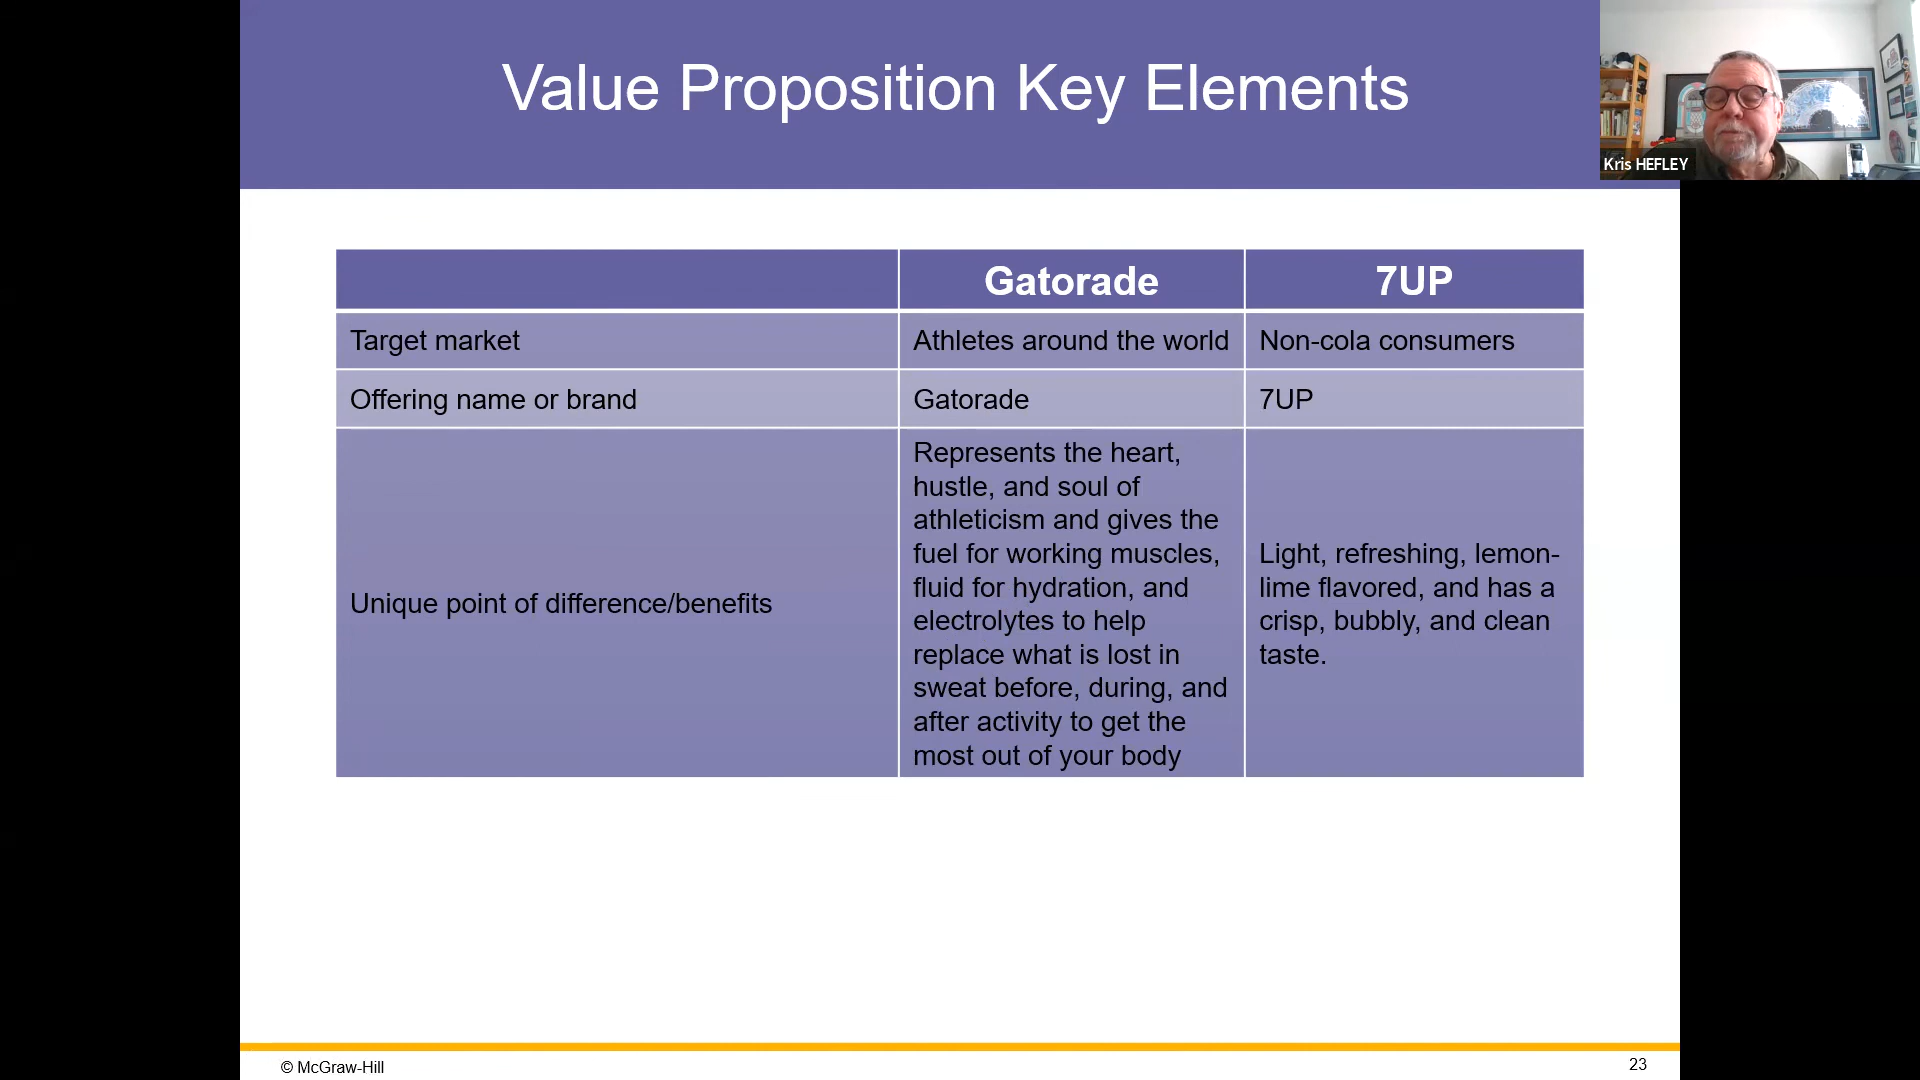 Value Proposition Key Elements
Kris HEFLEY
Gatorade
7UP
Target market
Athletes around the world
Non-cola consumers
Offering name or brand
Gatorade
7UP
Unique point of difference/benefits
Represents the heart,
hustle, and soul of
athleticism and gives the
fuel for working muscles,
fluid for hydration, and
electrolytes to help
replace what is lost in
sweat before, during, and
after activity to get the
most out of your body
Light, refreshing, lemon-
lime flavored, and has a
crisp, bubbly, and clean
taste.
© McGraw-Hill
23